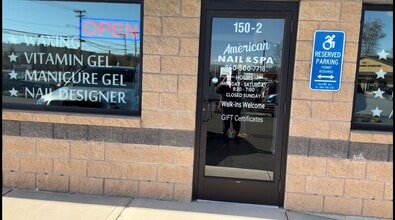 OPEN
★ WAXING
★ VITAMIN GEL
★ MANICURE GEL
★ NAIL DESIGNER
150-2
American
NAIL & SPA
HOURS
CLOSED SUNDAY
Walk-ins Welcome
GIFT Certificates
RESERVED
PARKING